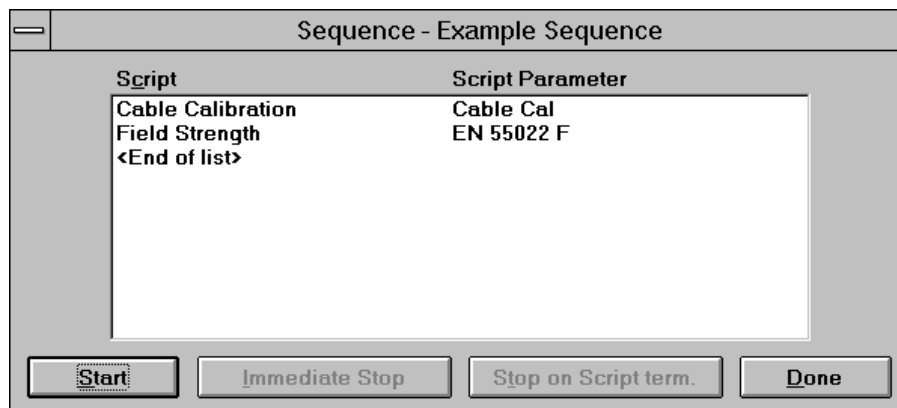 Sequence - Example Sequence
Script Script Parameter
Cable Calibration Cable Cal
Field Strength EN 55022 F
<End of list>
Start Immediate Stop Stop on Script term. Done